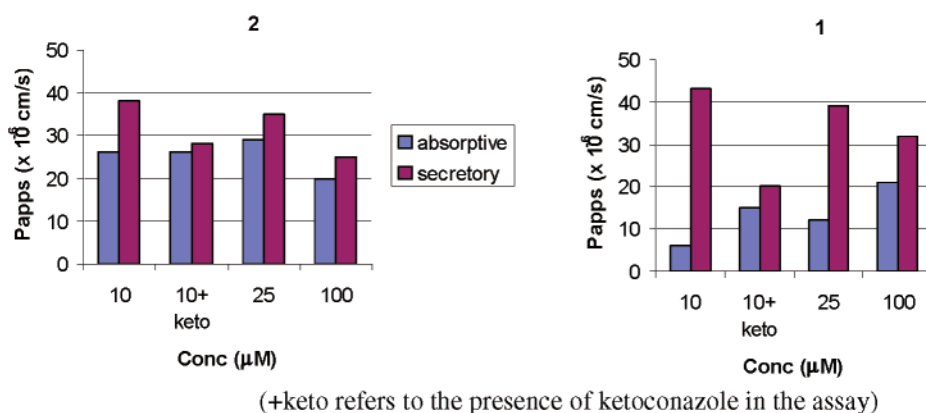 2
50
40
30
20
10
0
Papps (x 10⁶ cm/s)
10
10+
keto
25
100
Conc (µM)
absorptive
secretory
1
50
40
30
20
10
0
Papps (x 10⁶ cm/s)
10
10+
keto
25
100
Conc (µM)
(+keto refers to the presence of ketoconazole in the assay)